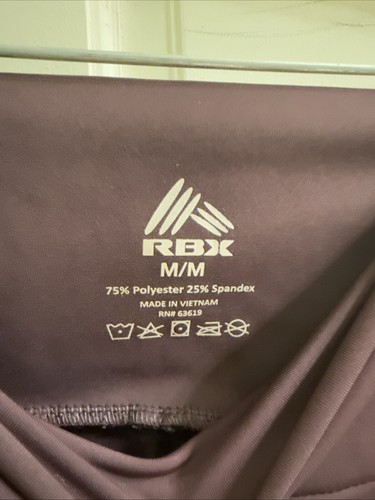 RBX
M/M
75% Polyester 25% Spandex
MADE IN VIETNAM
RN# 63619